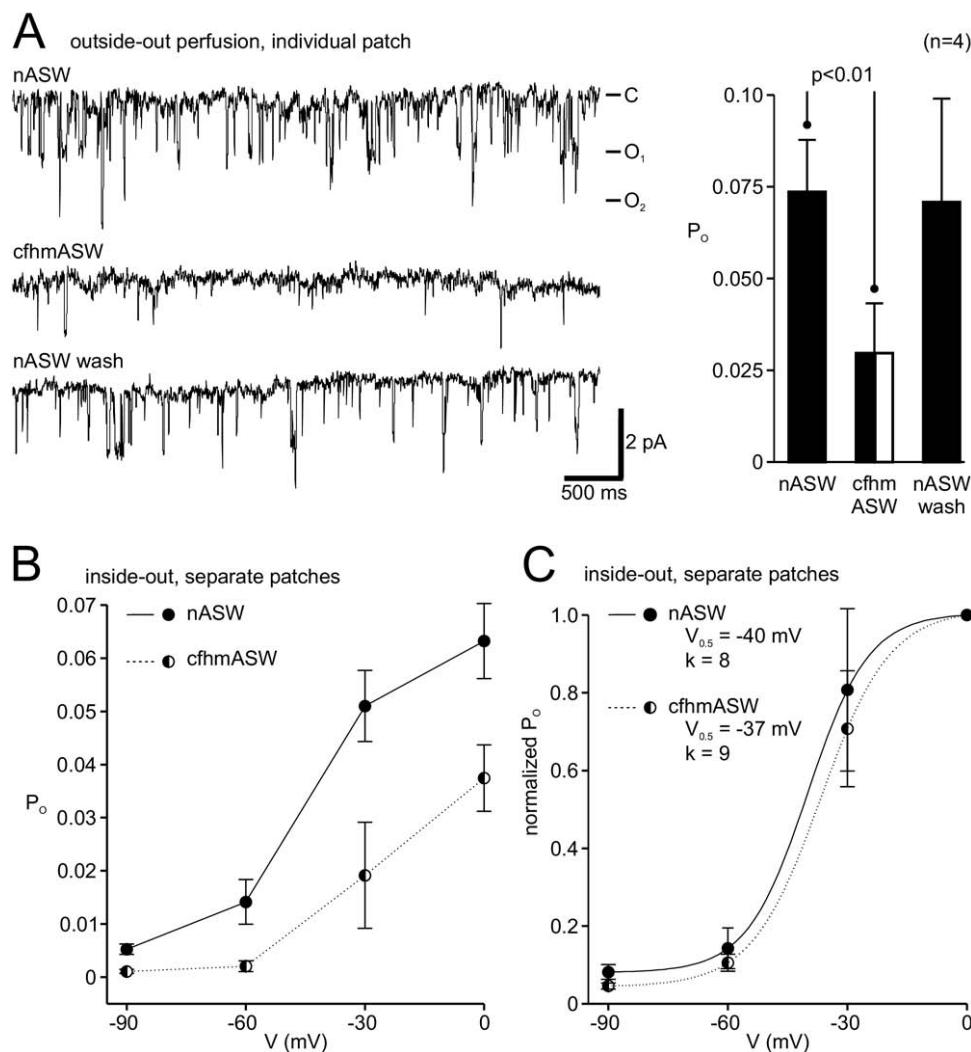 A outside-out perfusion, individual patch (n=4)
nASW
C
O₁
O₂
cfhmASW
nASW wash
2 pA
500 ms
p<0.01
0.10
0.075
Pₒ
0.050
0.025
0
nASW cfhm nASW
ASW wash
B inside-out, separate patches
0.07
nASW
0.06
cfhmASW
0.05
0.04
Pₒ
0.03
0.02
0.01
0
-90 -60 -30 0
V (mV)
C inside-out, separate patches
1.0
nASW
V₀.₅ = -40 mV
k = 8
0.8
cfhmASW
V₀.₅ = -37 mV
k = 9
0.6
normalized Pₒ
0.4
0.2
0
-90 -60 -30 0
V (mV)